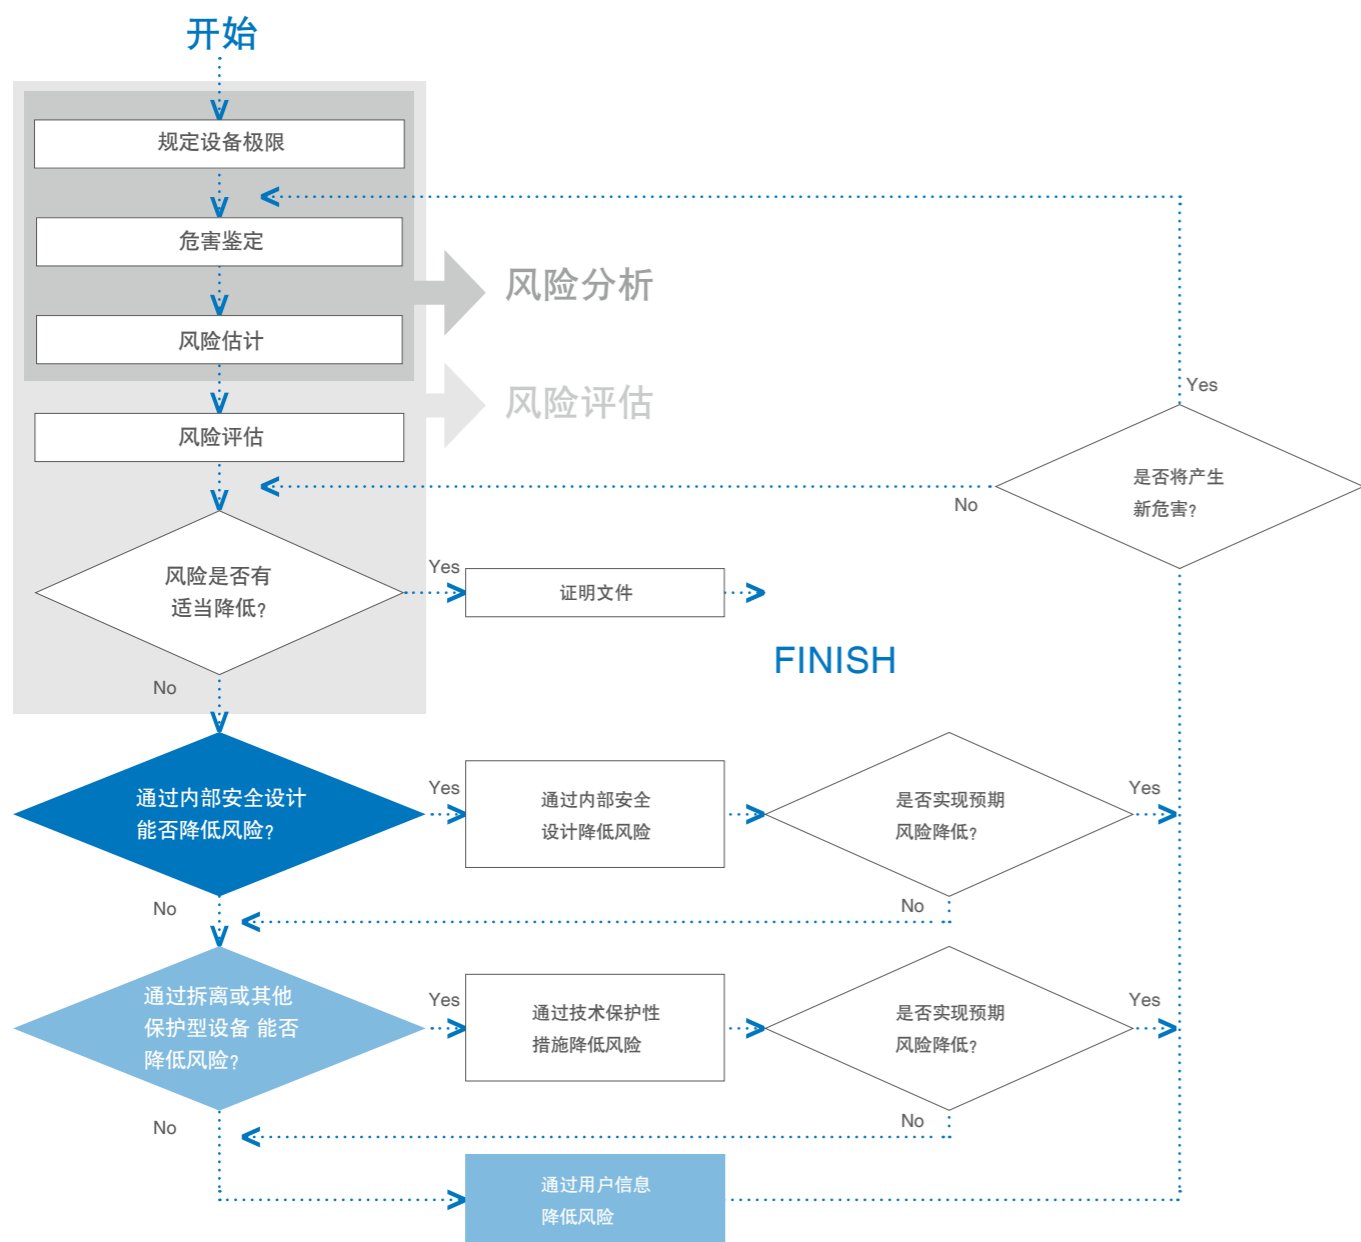 开始
规定设备极限
危害鉴定
风险分析
风险估计
Yes
风险评估
风险评估
是否将产生
新危害?
No
风险是否有
适当降低?
Yes
证明文件
FINISH
No
通过内部安全设计
能否降低风险?
Yes
通过内部安全
设计降低风险
是否实现预期
风险降低?
Yes
No
No
通过拆离或其他
保护型设备 能否
降低风险?
Yes
通过技术保护性
措施降低风险
是否实现预期
风险降低?
Yes
No
No
通过用户信息
降低风险